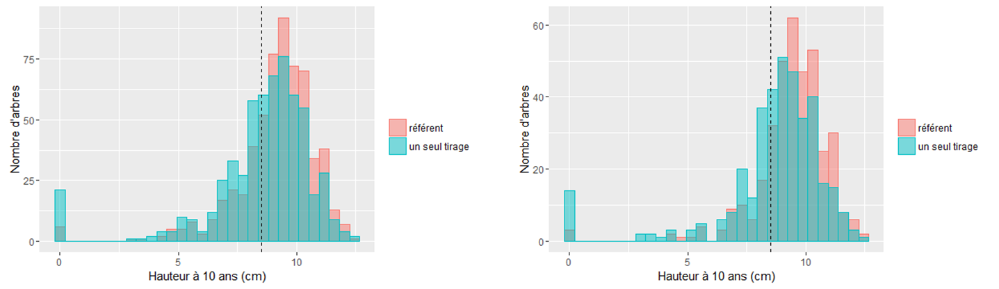 Nombre d'arbres
75
50
25
0
0 5 10
Hauteur à 10 ans (cm)
référent
un seul tirage
Nombre d'arbres
60
40
20
0
0 5 10
Hauteur à 10 ans (cm)
référent
un seul tirage